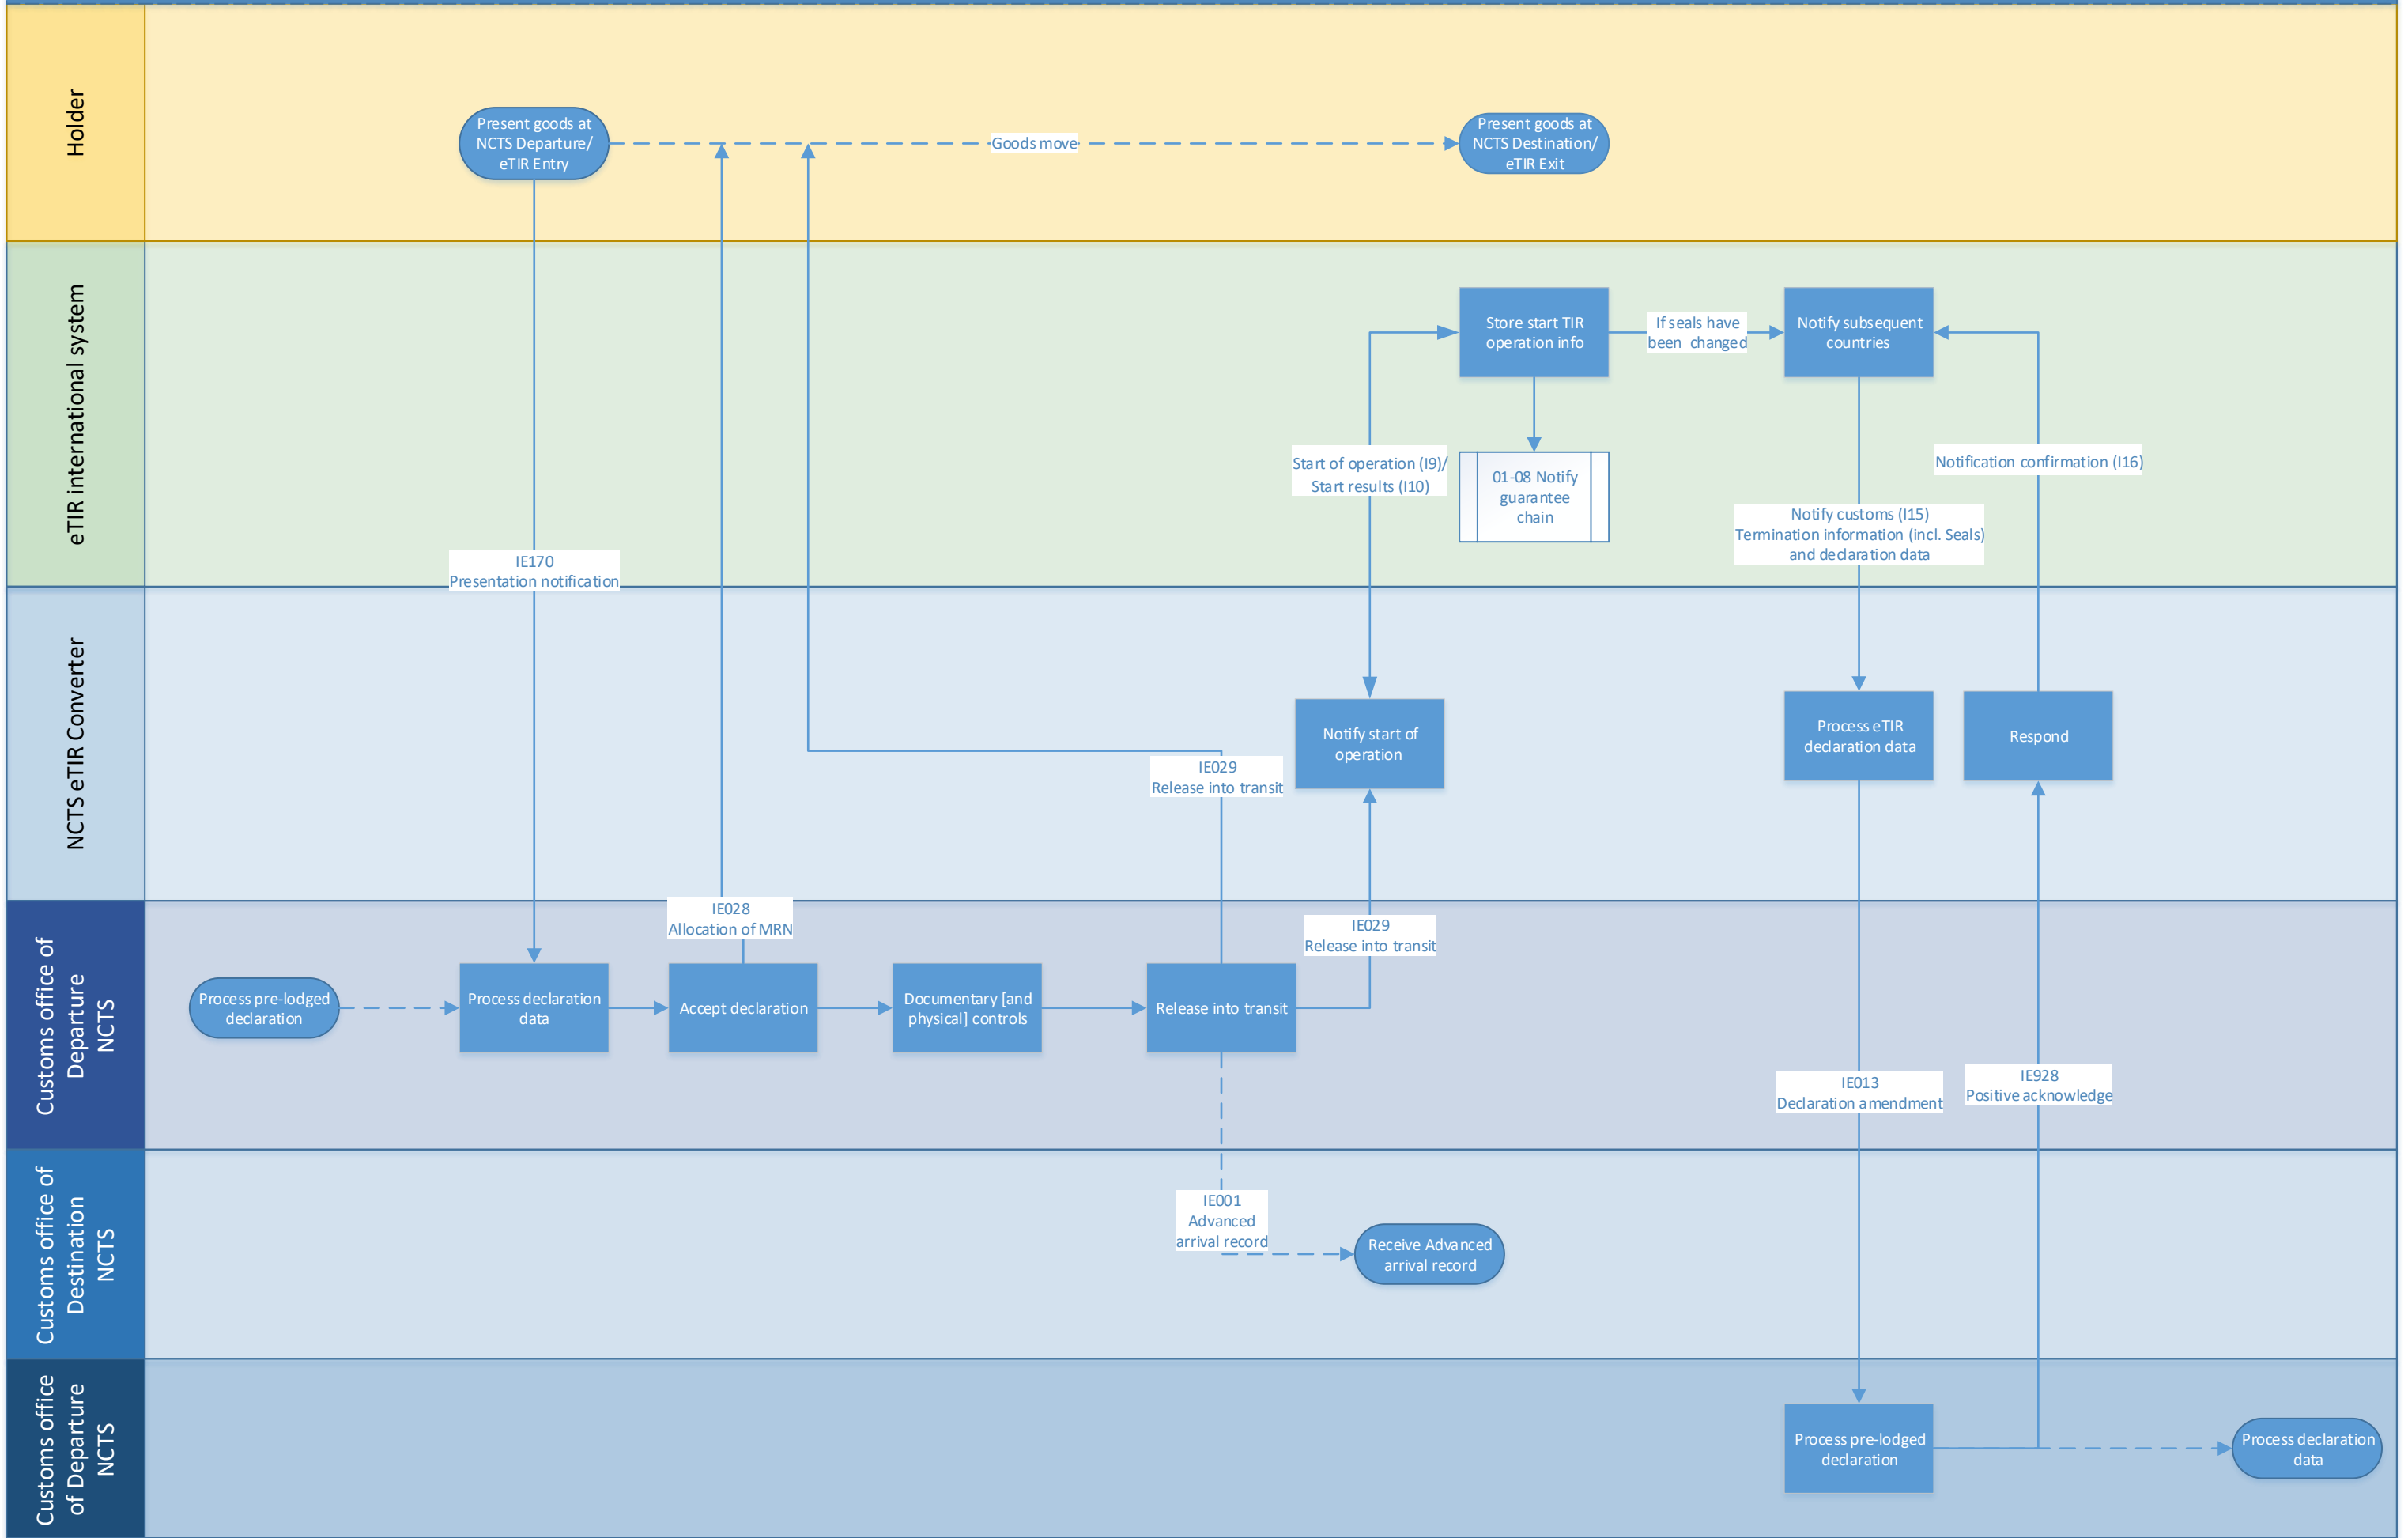 Holder
Present goods at
NCTS Departure/
eTIR Entry
Goods move
Present goods at
NCTS Destination/
eTIR Exit
eTIR international system
Store start TIR
operation info
If seals have
been changed
Notify subsequent
countries
Start of operation (I9)/
Start results (I10)
01-08 Notify
guarantee
chain
Notification confirmation (I16)
Notify customs (I15)
Termination information (incl. Seals)
and declaration data
IE170
Presentation notification
NCTS eTIR Converter
Notify start of
operation
Process eTIR
declaration data
Respond
IE029
Release into transit
IE028
Allocation of MRN
IE029
Release into transit
Customs office of
Departure
NCTS
Process pre-lodged
declaration
Process declaration
data
Accept declaration
Documentary [and
physical] controls
Release into transit
IE013
Declaration amendment
IE928
Positive acknowledge
Customs office of
Destination
NCTS
IE001
Advanced
arrival record
Receive Advanced
arrival record
Customs office
of Departure
NCTS
Process pre-lodged
declaration
Process declaration
data